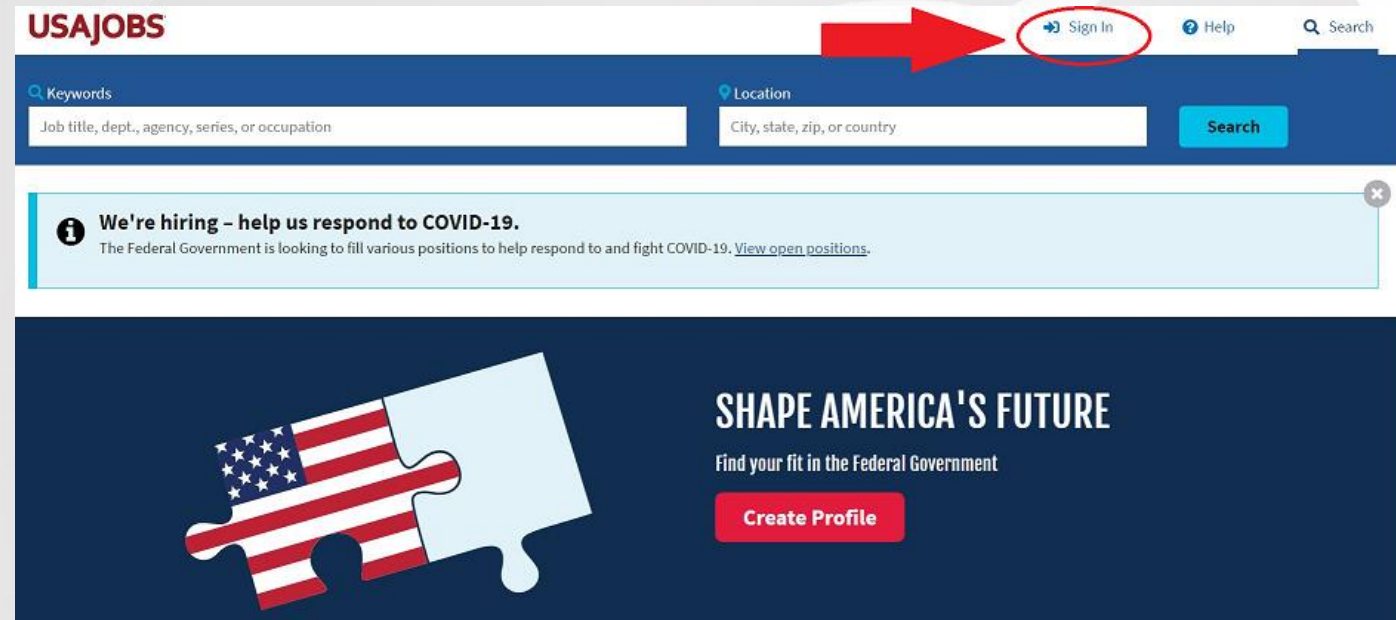 USAJOBS
Sign In
Help
Search
Keywords
Location
Job title, dept., agency, series, or occupation
City, state, zip, or country
Search
We're hiring – help us respond to COVID-19.
The Federal Government is looking to fill various positions to help respond to and fight COVID-19. View open positions.
SHAPE AMERICA'S FUTURE
Find your fit in the Federal Government
Create Profile